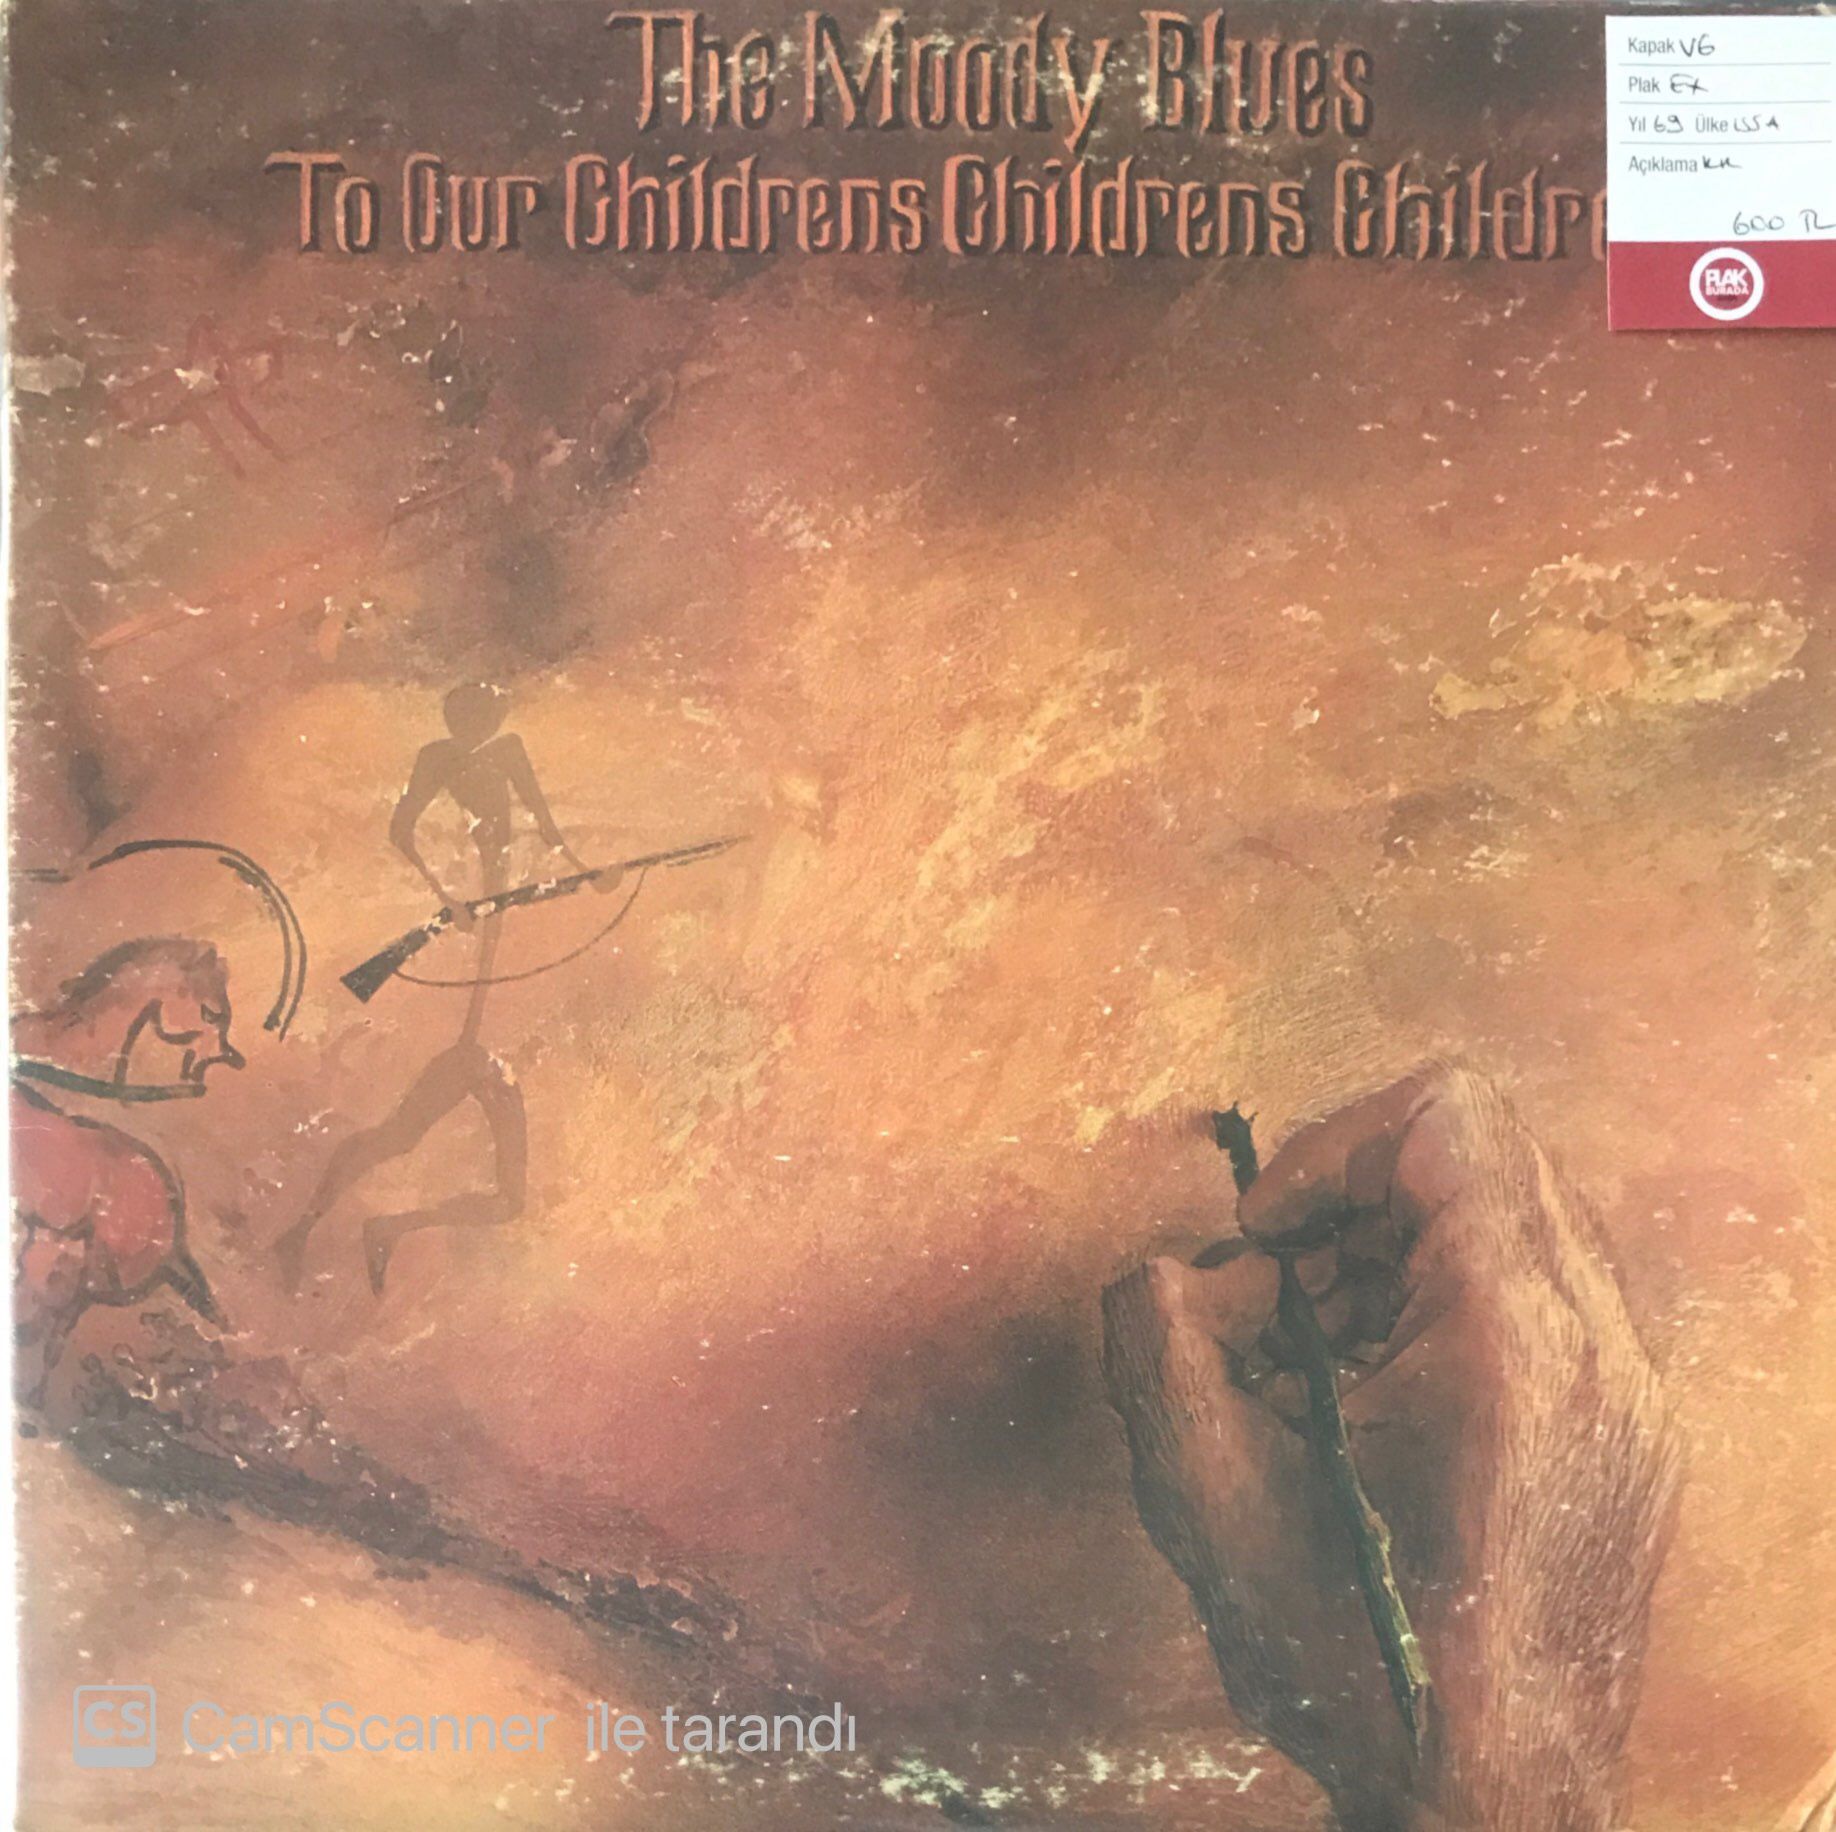 The Moody Blues
To Our Childrens Childrens Childre
Kapak VG
Plak Ex
Yıl 69 Ülke USA
Açıklama
600 TL
PLAK
BURADA
CS CamScanner ile tarandı